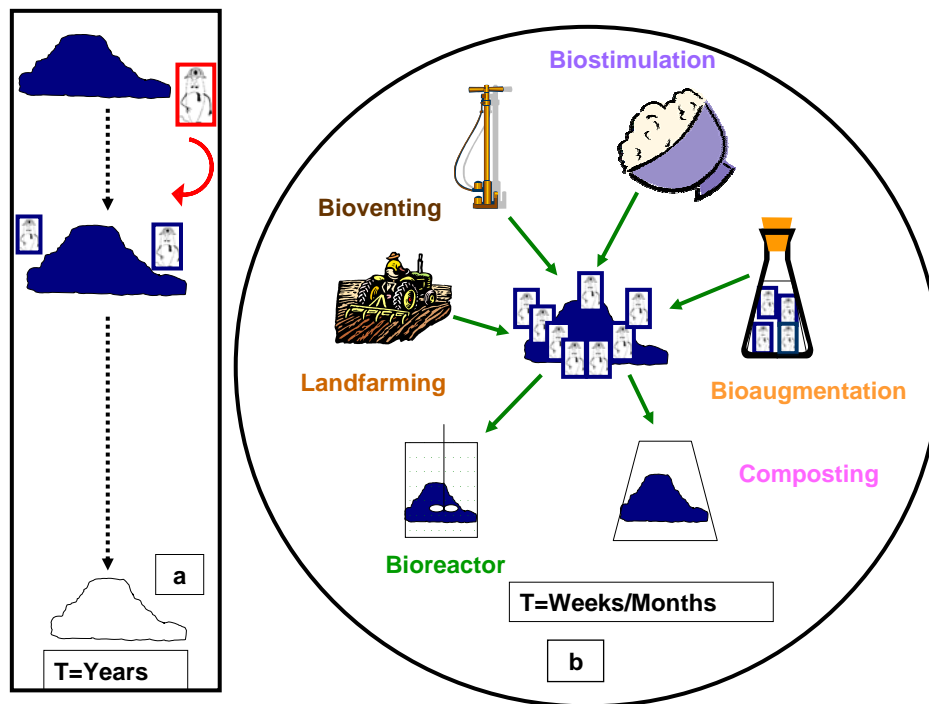 a
T=Years
Biostimulation
Bioventing
Landfarming
Bioaugmentation
Composting
Bioreactor
T=Weeks/Months
b